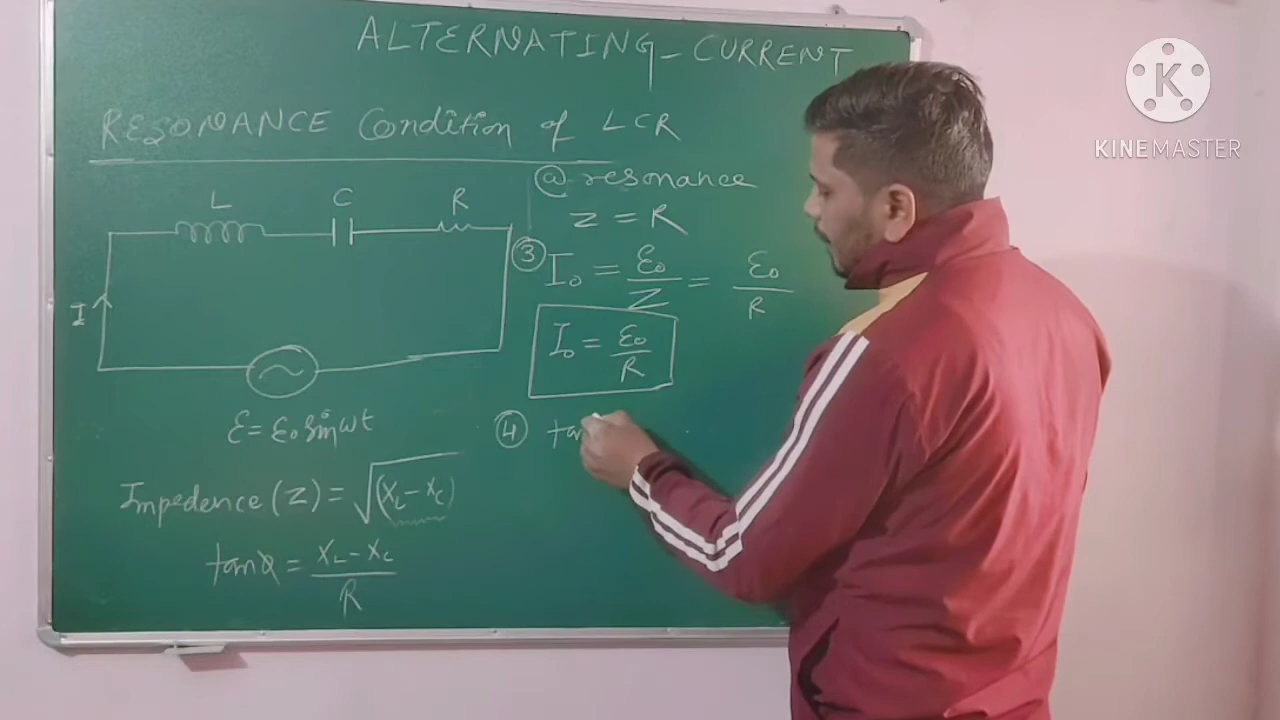 ALTERNATING-CURRENT
RESONANCE Condition of LCR
L C R
I
ε = ε₀ sin ωt
Impedence (Z) = √(X_L - X_C)
tan α = X_L - X_C / R
@ resonance
Z = R
③ I₀ = ε₀/Z = ε₀/R
I₀ = ε₀/R
④ tan
K
KINEMASTER